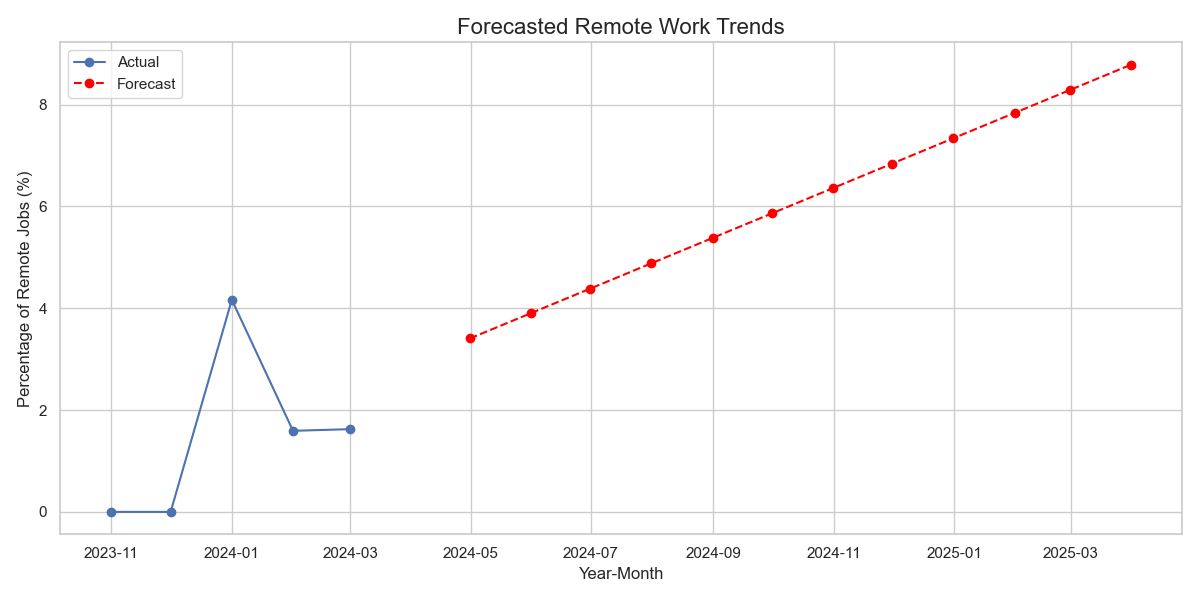 Forecasted Remote Work Trends
Actual
Forecast
Percentage of Remote Jobs (%)
8
6
4
2
0
2023-11 2024-01 2024-03 2024-05 2024-07 2024-09 2024-11 2025-01 2025-03
Year-Month